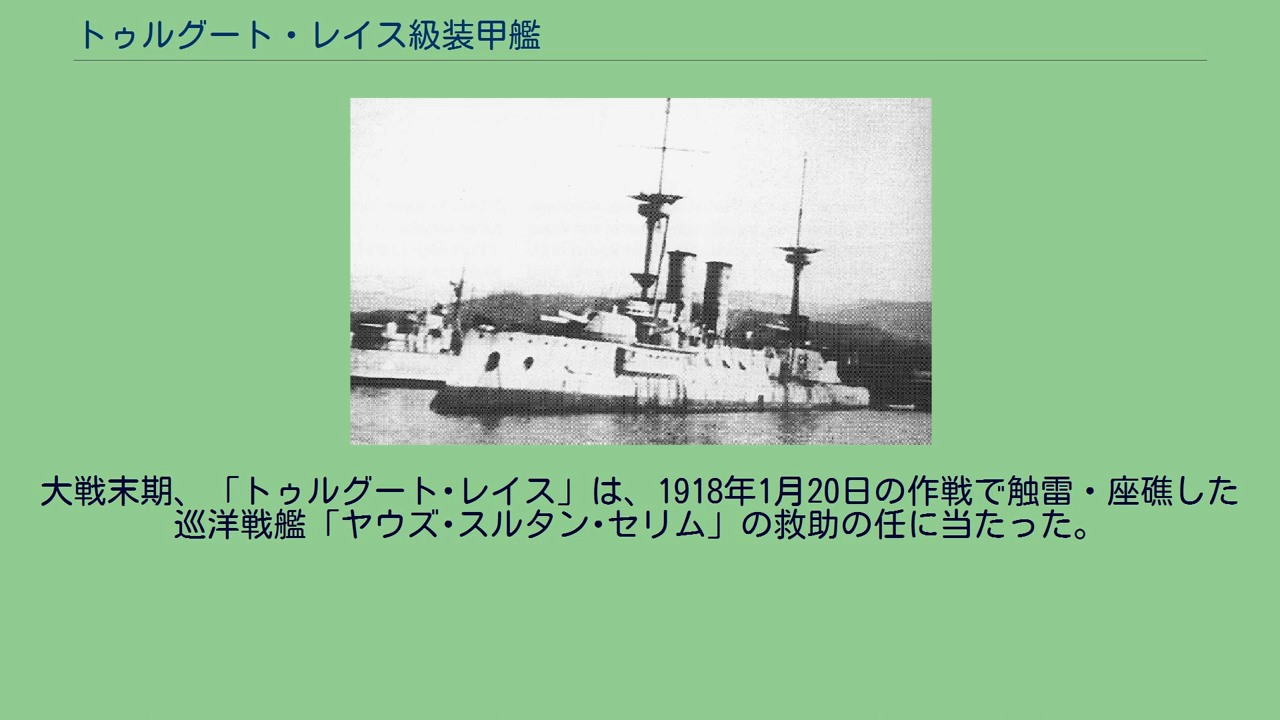 トゥルグート・レイス級装甲艦
大戦末期、「トゥルグート・レイス」は、1918年1月20日の作戦で触雷・座礁した
巡洋戦艦「ヤウズ・スルタン・セリム」の救助の任に当たった。